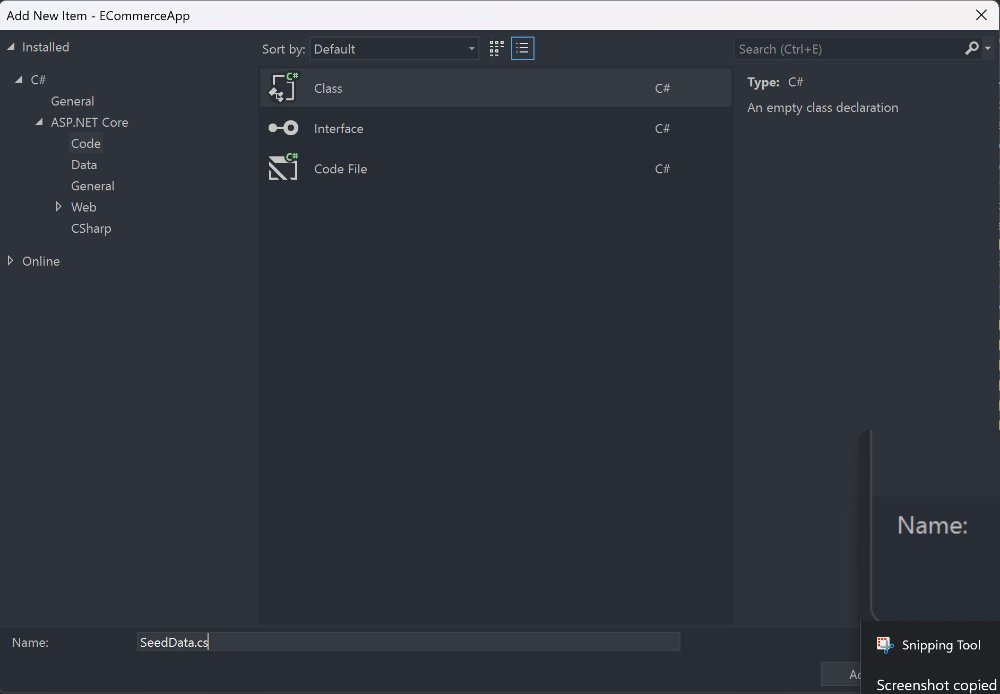 Add New Item - ECommerceApp
Installed
C#
General
ASP.NET Core
Code
Data
General
Web
CSharp
Online
Sort by: Default
Search (Ctrl+E)
Class C#
Interface C#
Code File C#
Type: C#
An empty class declaration
Name:
Name: SeedData.cs
Snipping Tool
Screenshot copied